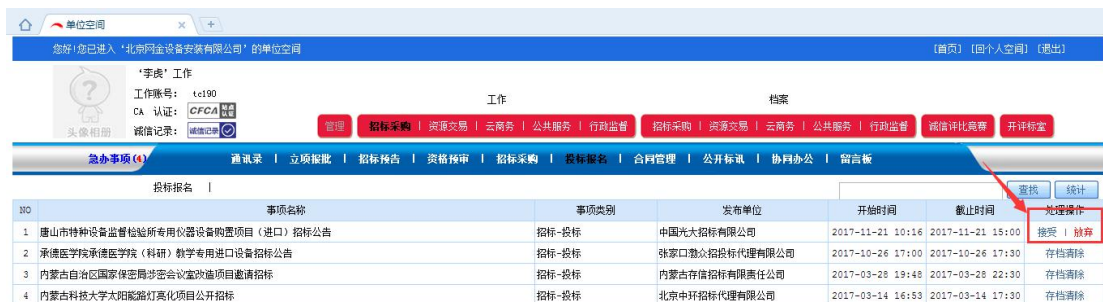 单位空间 × +
您好!您已进入‘北京网金设备安装有限公司’的单位空间 [首页] [回个人空间] [退出]
‘李虎’工作
工作账号: tc190
CA 认证: CFCA 站点认证
诚信记录: 诚信记录
头像相册
工作 档案
管理 招标采购 | 资源交易 | 云商务 | 公共服务 | 行政监督 招标采购 | 资源交易 | 云商务 | 公共服务 | 行政监督 诚信评比竞赛 开评标室
急办事项(4) 通讯录 | 立项报批 | 招标预告 | 资格预审 | 招标采购 | 投标报名 | 合同管理 | 公开标讯 | 协同办公 | 留言板
投标报名 | 查找 统计
NO 事项名称 事项类别 发布单位 开始时间 截止时间 处理操作
1 唐山市特种设备监督检验所专用仪器设备购置项目(进口)招标公告 招标-投标 中国光大招标有限公司 2017-11-21 10:16 2017-11-21 15:00 接受 | 放弃
2 承德医学院承德医学院(科研)教学专用进口设备招标公告 招标-投标 张家口渤众招投标代理有限公司 2017-10-26 17:00 2017-10-26 17:30 存档清除
3 内蒙古自治区国家保密局涉密会议室改造项目邀请招标 招标-投标 内蒙古存信招标有限责任公司 2017-03-28 19:48 2017-03-28 22:30 存档清除
4 内蒙古科技大学太阳能路灯亮化项目公开招标 招标-投标 北京中环招标代理有限公司 2017-03-14 16:53 2017-03-14 17:30 存档清除